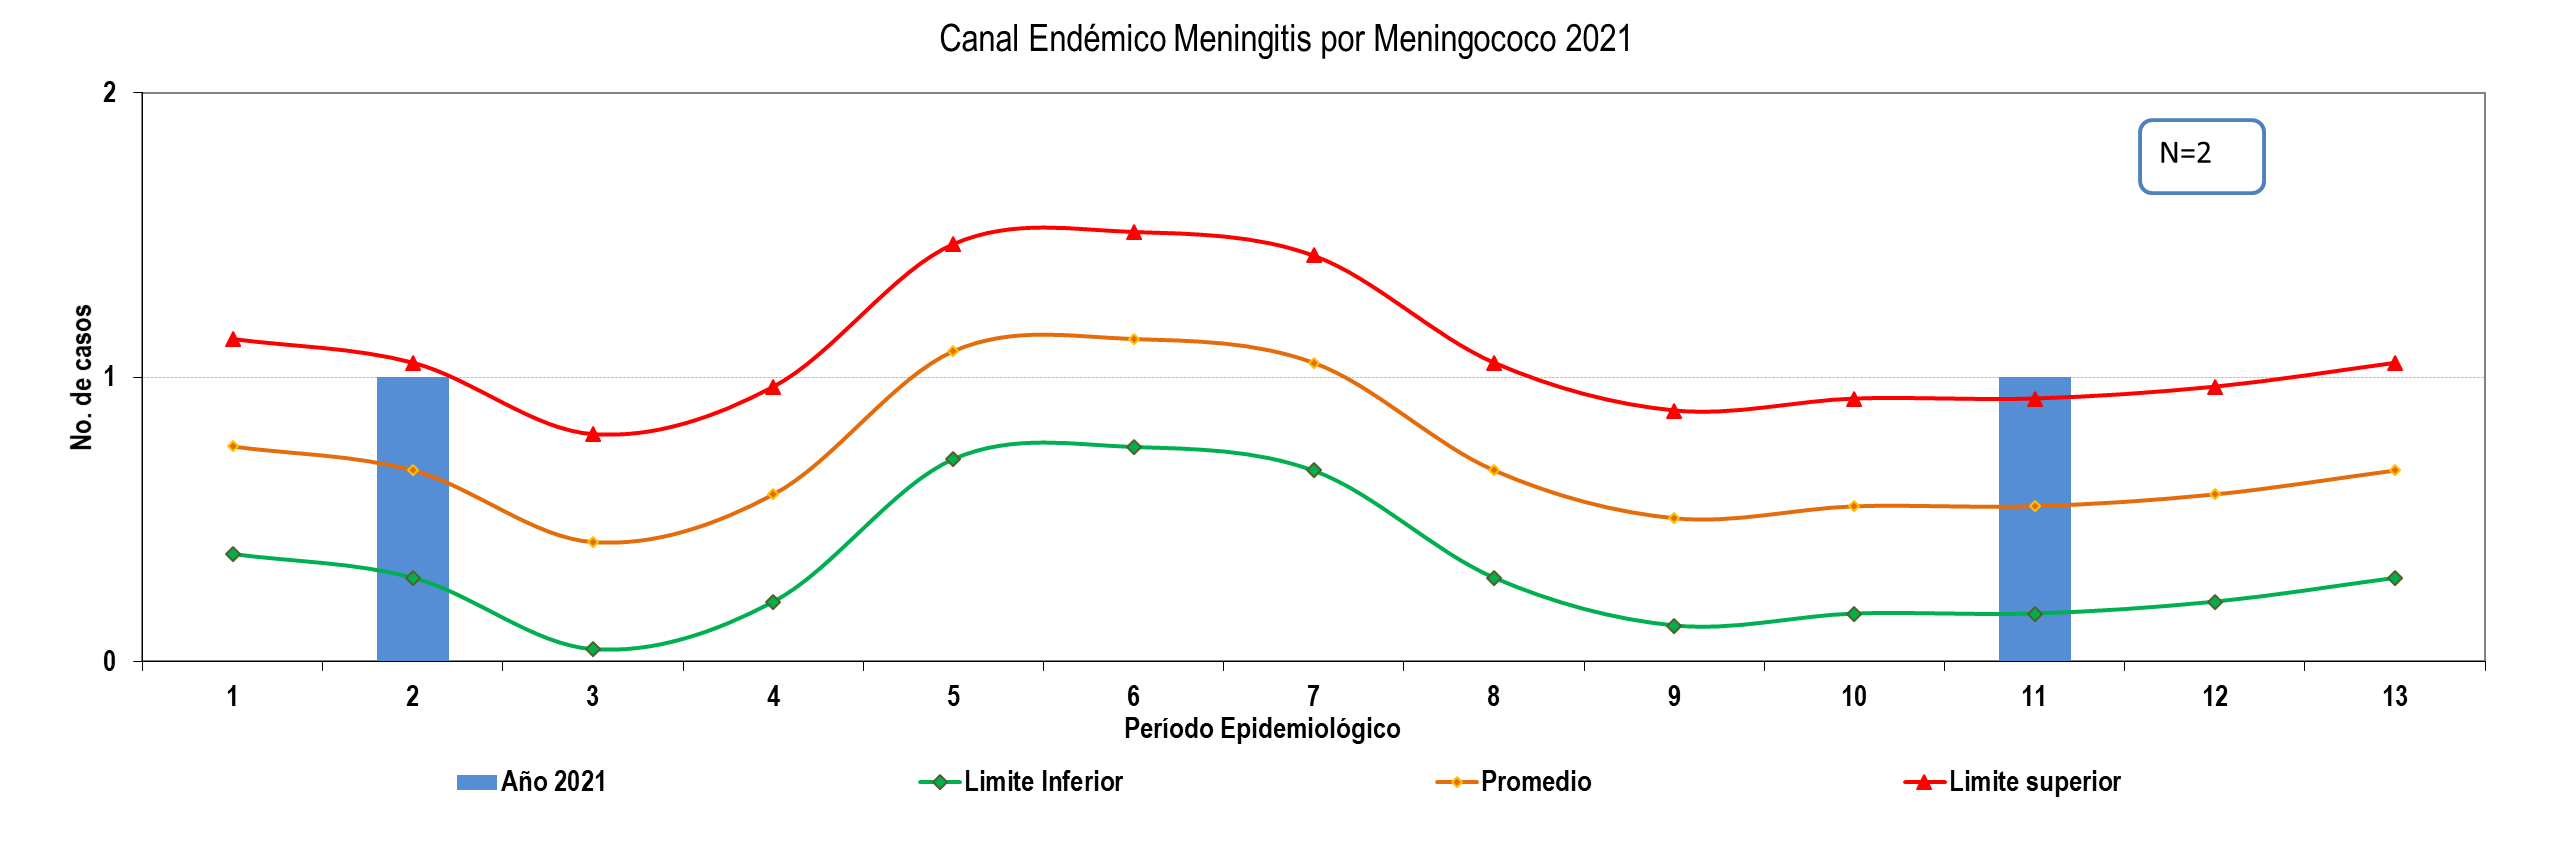 Canal Endémico Meningitis por Meningococo 2021
2
N=2
No. de casos
1
0
1 2 3 4 5 6 7 8 9 10 11 12 13
Período Epidemiológico
Año 2021 Limite Inferior Promedio Limite superior